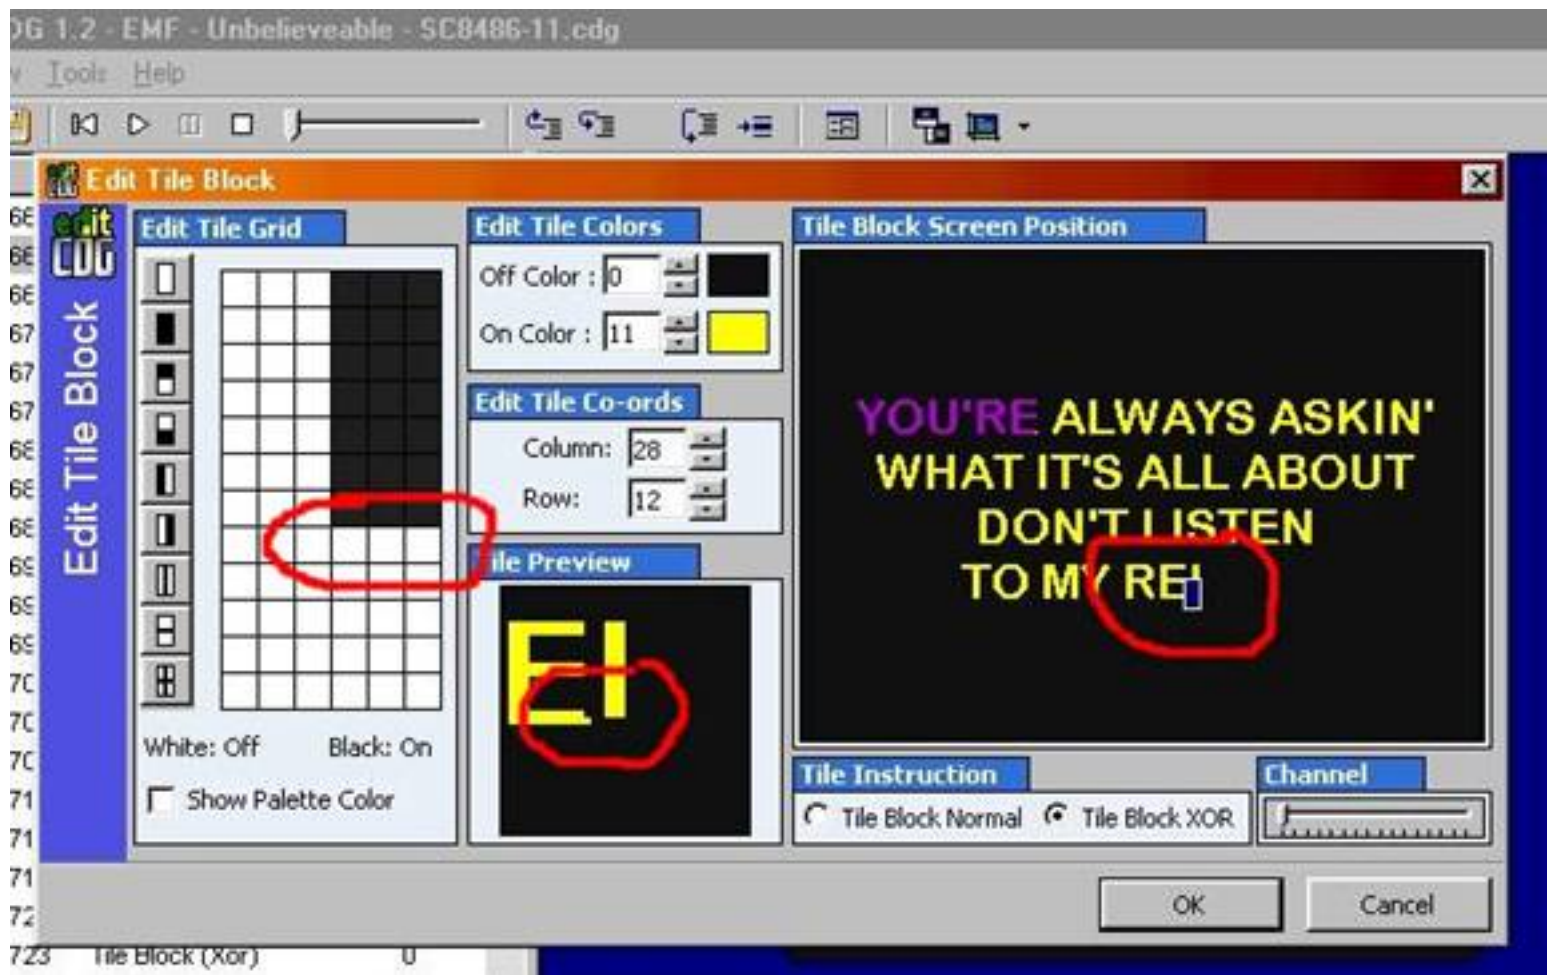 DG 1.2 - EMF - Unbelieveable - SC8486-11.cdg
Tools Help
Edit Tile Block
edit
CDG
Edit Tile Block
Edit Tile Grid
White: Off Black: On
Show Palette Color
Edit Tile Colors
Off Color : 0
On Color : 11
Edit Tile Co-ords
Column: 28
Row: 12
Tile Preview
EI
Tile Block Screen Position
YOU'RE ALWAYS ASKIN'
WHAT IT'S ALL ABOUT
DON'T LISTEN
TO MY REI
Tile Instruction
Tile Block Normal Tile Block XOR
Channel
OK Cancel
723 Tile Block (Xor) 0